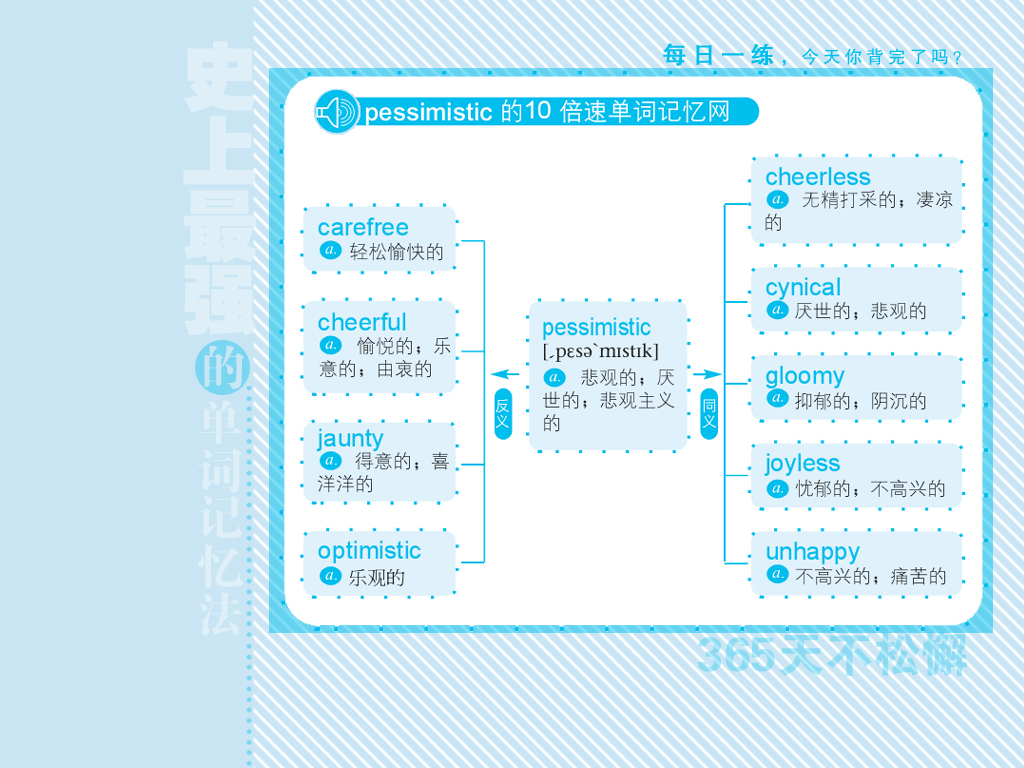 每日一练，今天你背完了吗?
史上最强的单词记忆法
pessimistic 的10 倍速单词记忆网
carefree
a. 轻松愉快的
cheerful
a. 愉悦的；乐
意的；由衷的
jaunty
a. 得意的；喜
洋洋的
optimistic
a. 乐观的
反义
pessimistic
[ˏpɛsəˋmɪstɪk]
a. 悲观的；厌
世的；悲观主义
的
同义
cheerless
a. 无精打采的；凄凉
的
cynical
a. 厌世的；悲观的
gloomy
a. 抑郁的；阴沉的
joyless
a. 忧郁的；不高兴的
unhappy
a. 不高兴的；痛苦的
365天不松懈